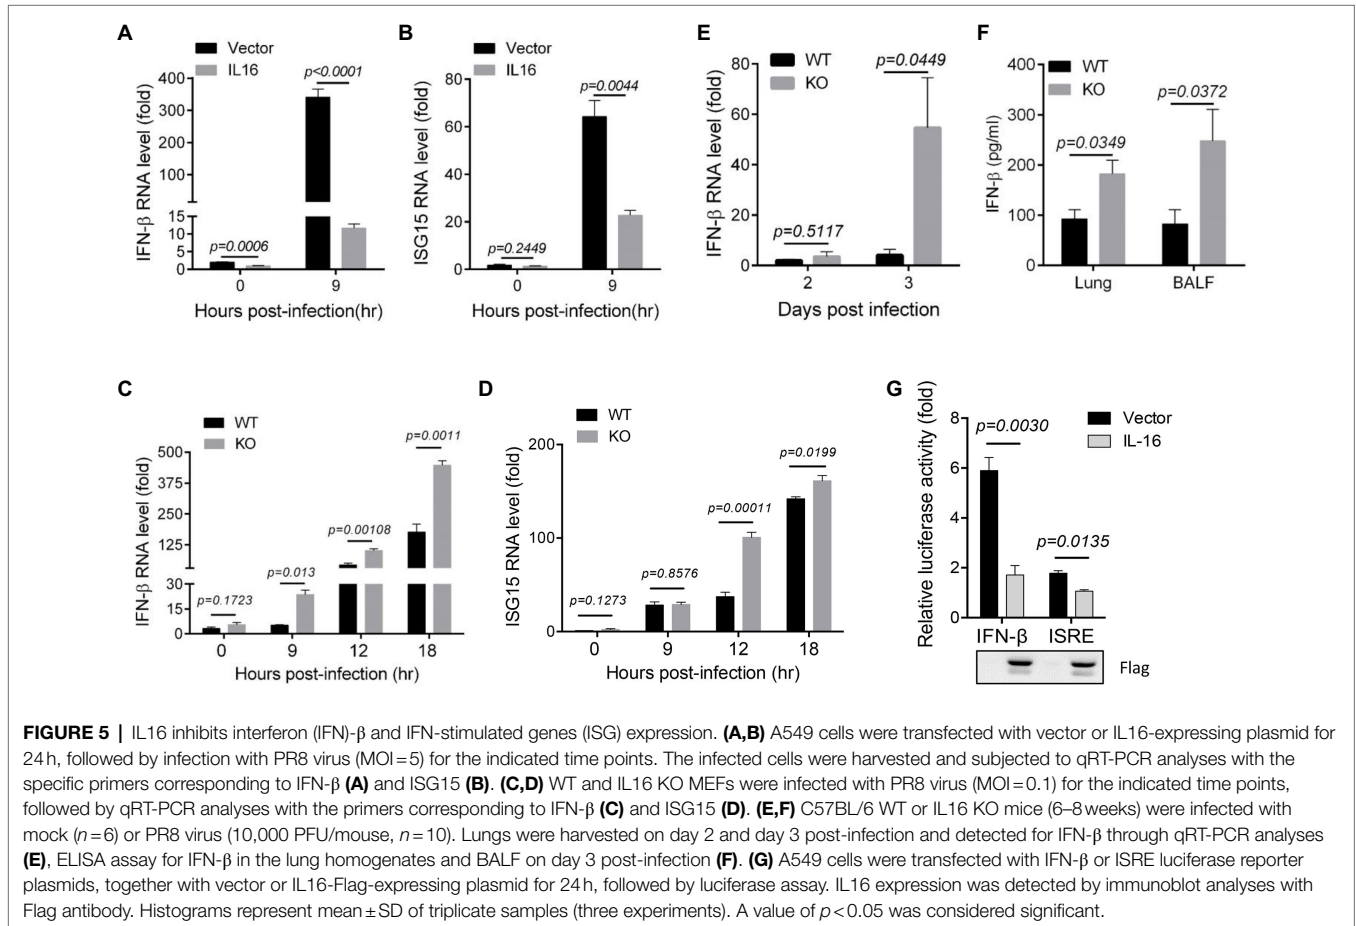 A
Vector
IL16
IFN-β RNA level (fold)
400
300
200
100
15
10
5
0
p<0.0001
p=0.0006
0
9
Hours post-infection(hr)
B
Vector
IL16
ISG15 RNA level (fold)
80
60
40
20
0
p=0.0044
p=0.2449
0
9
Hours post-infection(hr)
E
WT
KO
IFN-β RNA level (fold)
80
60
40
20
0
p=0.0449
p=0.5117
2
3
Days post infection
F
WT
KO
IFN-β (pg/ml)
400
300
200
100
0
p=0.0349
p=0.0372
Lung
BALF
C
WT
KO
IFN-β RNA level (fold)
500
375
250
125
30
15
0
p=0.1723
p=0.013
p=0.00108
p=0.0011
0
9
12
18
Hours post-infection (hr)
D
WT
KO
ISG15 RNA level (fold)
200
100
0
p=0.1273
p=0.8576
p=0.00011
p=0.0199
0
9
12
18
Hours post-infection (hr)
G
Vector
IL-16
Relative luciferase activity (fold)
8
6
4
2
0
p=0.0030
p=0.0135
IFN-β
ISRE
Flag
FIGURE 5 | IL16 inhibits interferon (IFN)-β and IFN-stimulated genes (ISG) expression. (A,B) A549 cells were transfected with vector or IL16-expressing plasmid for
24 h, followed by infection with PR8 virus (MOI = 5) for the indicated time points. The infected cells were harvested and subjected to qRT-PCR analyses with the
specific primers corresponding to IFN-β (A) and ISG15 (B). (C,D) WT and IL16 KO MEFs were infected with PR8 virus (MOI = 0.1) for the indicated time points,
followed by qRT-PCR analyses with the primers corresponding to IFN-β (C) and ISG15 (D). (E,F) C57BL/6 WT or IL16 KO mice (6–8 weeks) were infected with
mock (n = 6) or PR8 virus (10,000 PFU/mouse, n = 10). Lungs were harvested on day 2 and day 3 post-infection and detected for IFN-β through qRT-PCR analyses
(E), ELISA assay for IFN-β in the lung homogenates and BALF on day 3 post-infection (F). (G) A549 cells were transfected with IFN-β or ISRE luciferase reporter
plasmids, together with vector or IL16-Flag-expressing plasmid for 24 h, followed by luciferase assay. IL16 expression was detected by immunoblot analyses with
Flag antibody. Histograms represent mean ± SD of triplicate samples (three experiments). A value of p < 0.05 was considered significant.